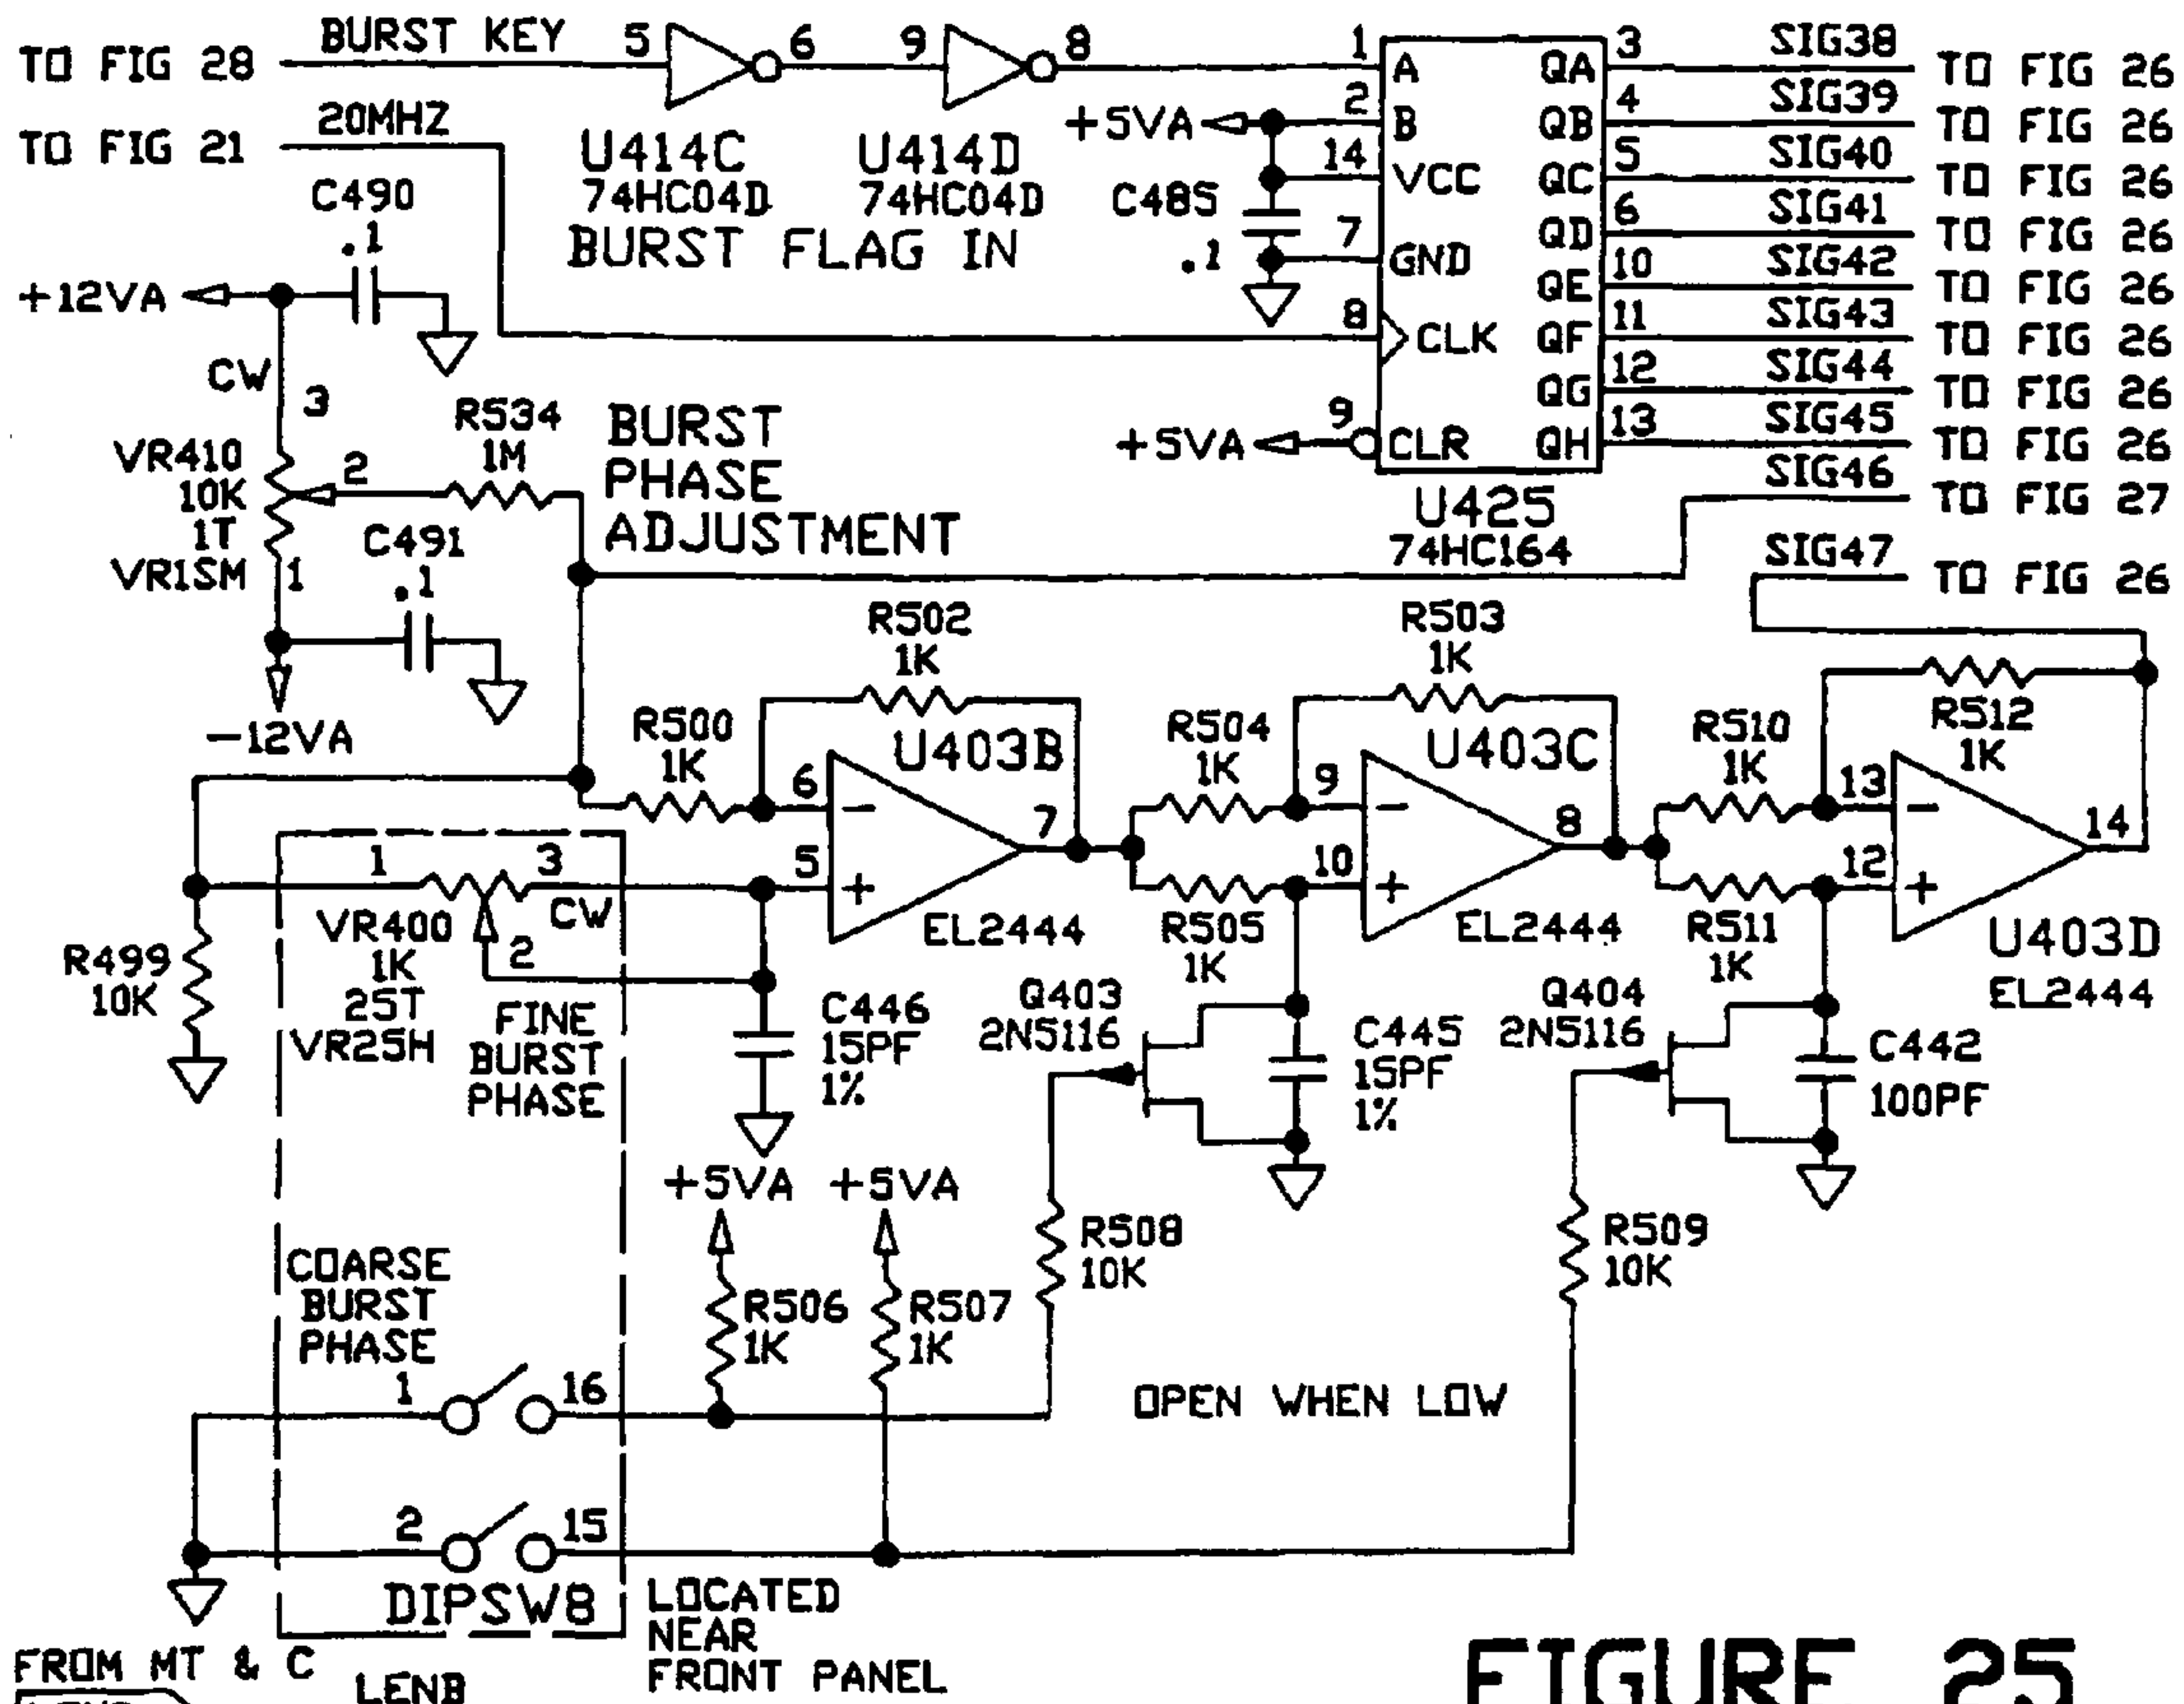 TO FIG 28
BURST KEY
5
6
9
8
1
A
QA
3
SIG38
TO FIG 26
2
B
QB
4
SIG39
TO FIG 26
+5VA
14
VCC
QC
5
SIG40
TO FIG 26
7
GND
QD
6
SIG41
TO FIG 26
QE
10
SIG42
TO FIG 26
8
CLK
QF
11
SIG43
TO FIG 26
QG
12
SIG44
TO FIG 26
+5VA
9
CLR
QH
13
SIG45
TO FIG 26
SIG46
TO FIG 27
SIG47
TO FIG 26
U425
74HC164
C485
.1
U414C
74HC04D
U414D
74HC04D
BURST FLAG IN
TO FIG 21
20MHZ
C490
.1
+12VA
CW
3
VR410
10K
1T
VR1SM
2
1
R534
1M
BURST
PHASE
ADJUSTMENT
C491
.1
-12VA
R502
1K
R500
1K
6
-
5
+
7
U403B
EL2444
R503
1K
R504
1K
9
-
10
+
8
U403C
EL2444
R505
1K
R512
1K
R510
1K
13
-
12
+
14
U403D
EL2444
R511
1K
R499
10K
1
3
CW
VR400
1K
25T
VR25H
2
FINE
BURST
PHASE
C446
15PF
1%
Q403
2N5116
C445
15PF
1%
Q404
2N5116
C442
100PF
+5VA
+5VA
R506
1K
R507
1K
R508
10K
R509
10K
COARSE
BURST
PHASE
1
16
OPEN WHEN LOW
2
15
DIPSW8
LOCATED
NEAR
FRONT PANEL
FROM MT & C
LENB
FIGURE 25